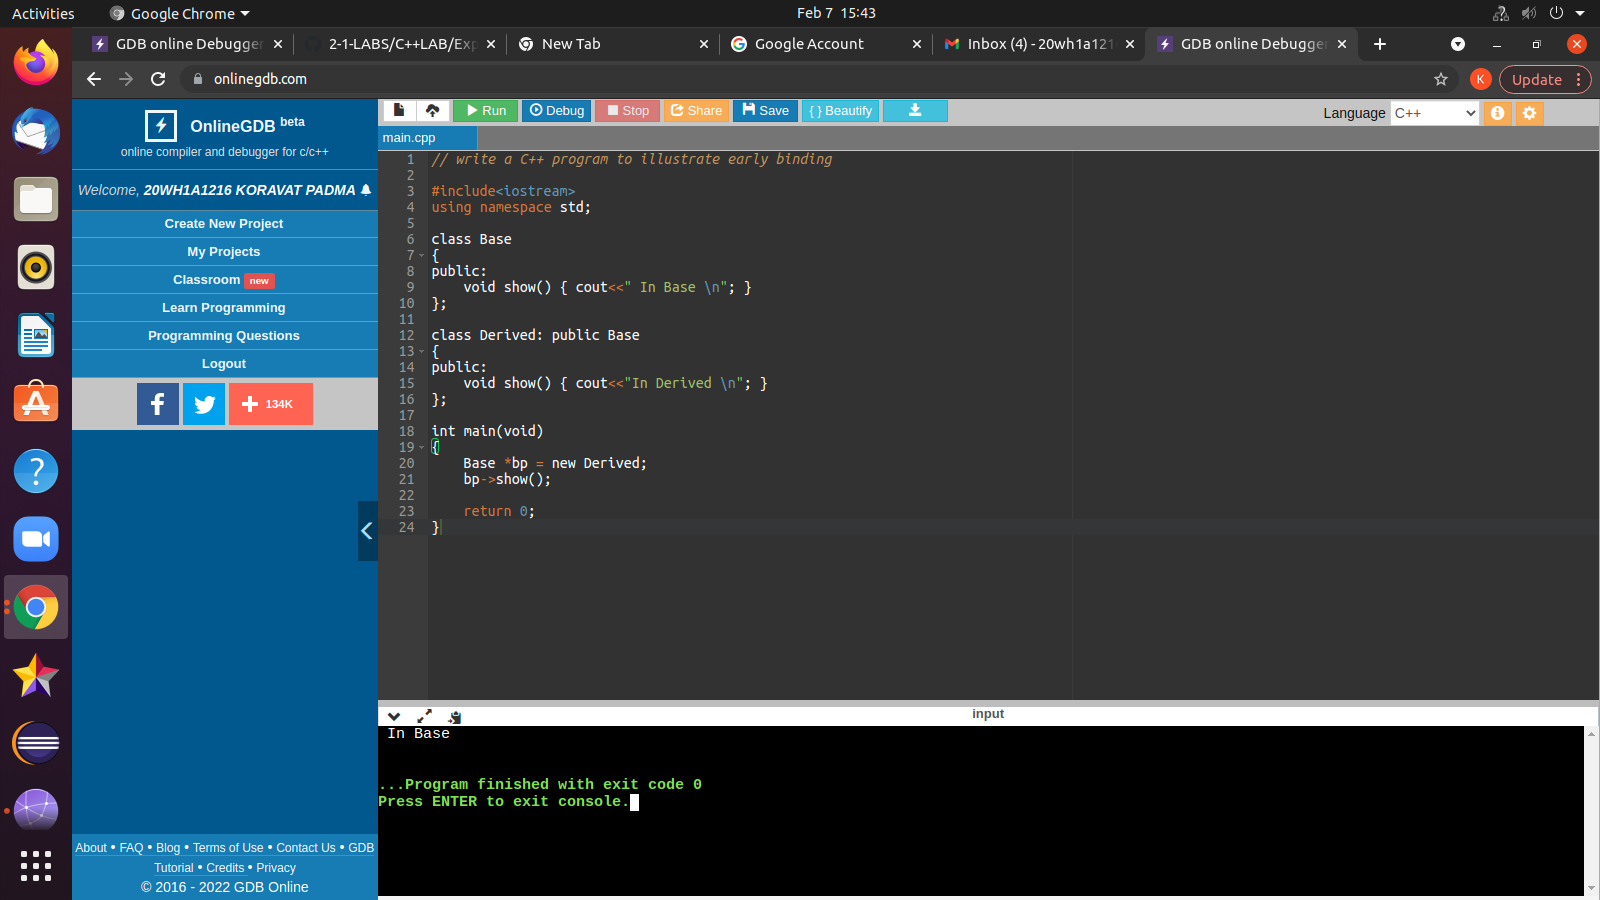 Activities Google Chrome Feb 7 15:43
GDB online Debugger 2-1-LABS/C++LAB/Exp New Tab Google Account Inbox (4) - 20wh1a121 GDB online Debugger
onlinegdb.com K Update
OnlineGDB beta
online compiler and debugger for c/c++
Welcome, 20WH1A1216 KORAVAT PADMA
Create New Project
My Projects
Classroom new
Learn Programming
Programming Questions
Logout
134K
About • FAQ • Blog • Terms of Use • Contact Us • GDB
Tutorial • Credits • Privacy
© 2016 - 2022 GDB Online
Run Debug Stop Share Save { } Beautify Language C++
main.cpp
1 // write a C++ program to illustrate early binding
2
3 #include<iostream>
4 using namespace std;
5
6 class Base
7 {
8 public:
9     void show() { cout<<" In Base \n"; }
10 };
11
12 class Derived: public Base
13 {
14 public:
15     void show() { cout<<"In Derived \n"; }
16 };
17
18 int main(void)
19 {
20     Base *bp = new Derived;
21     bp->show();
22
23     return 0;
24 }
input
In Base
...Program finished with exit code 0
Press ENTER to exit console.